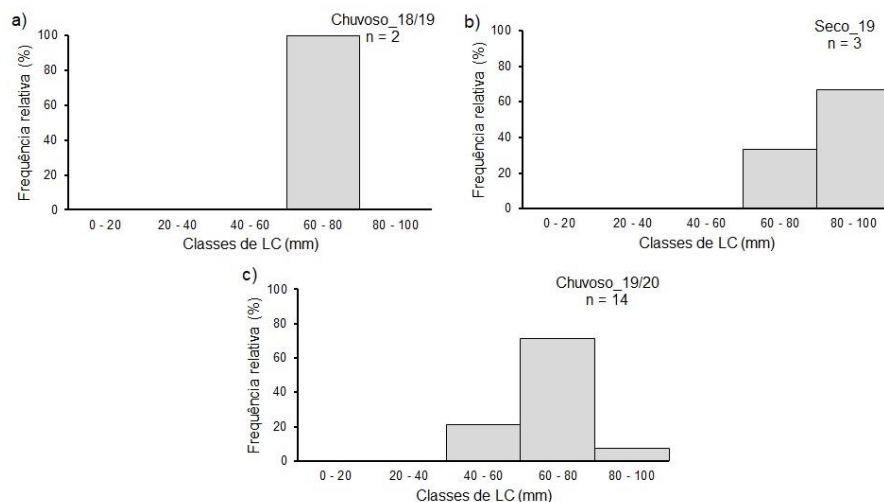 a)
Chuvoso_18/19
n = 2
Frequência relativa (%)
100
80
60
40
20
0
0 - 20 20 - 40 40 - 60 60 - 80 80 - 100
Classes de LC (mm)
b)
Seco_19
n = 3
Frequência relativa (%)
100
80
60
40
20
0
0 - 20 20 - 40 40 - 60 60 - 80 80 - 100
Classes de LC (mm)
c)
Chuvoso_19/20
n = 14
Frequência relativa (%)
100
80
60
40
20
0
0 - 20 20 - 40 40 - 60 60 - 80 80 - 100
Classes de LC (mm)